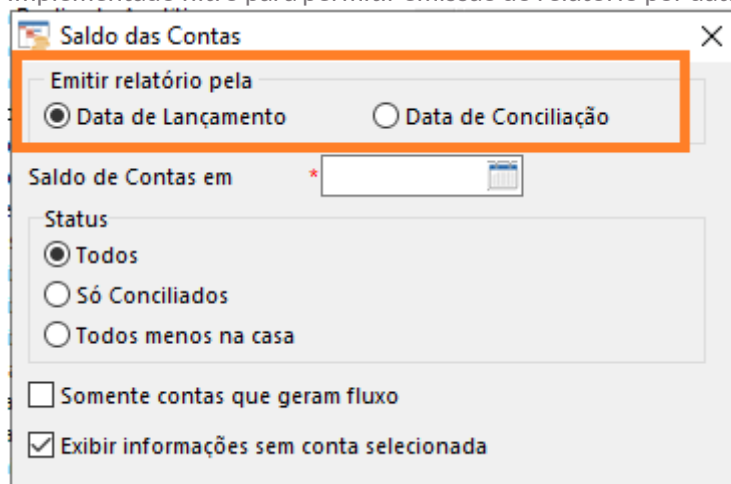 Saldo das Contas
Emitir relatório pela
Data de Lançamento Data de Conciliação
Saldo de Contas em *
Status
Todos
Só Conciliados
Todos menos na casa
Somente contas que geram fluxo
Exibir informações sem conta selecionada